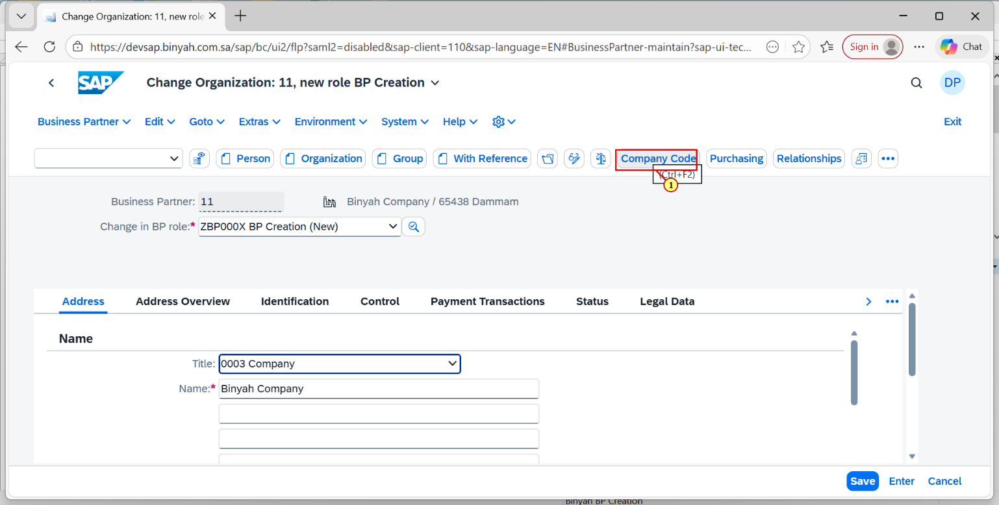 Change Organization: 11, new role
https://devsap.binyah.com.sa/sap/bc/ui2/flp?saml2=disabled&sap-client=110&sap-language=EN#BusinessPartner-maintain?sap-ui-tec...
Sign in
Chat
SAP
Change Organization: 11, new role BP Creation
DP
Business Partner Edit Goto Extras Environment System Help
Exit
Person Organization Group With Reference Company Code Purchasing Relationships
(Ctrl+F2)
1
Business Partner: 11 Binyah Company / 65438 Dammam
Change in BP role:* ZBP000X BP Creation (New)
Address Address Overview Identification Control Payment Transactions Status Legal Data
Name
Title: 0003 Company
Name:* Binyah Company
Save Enter Cancel
Binyah BP Creation